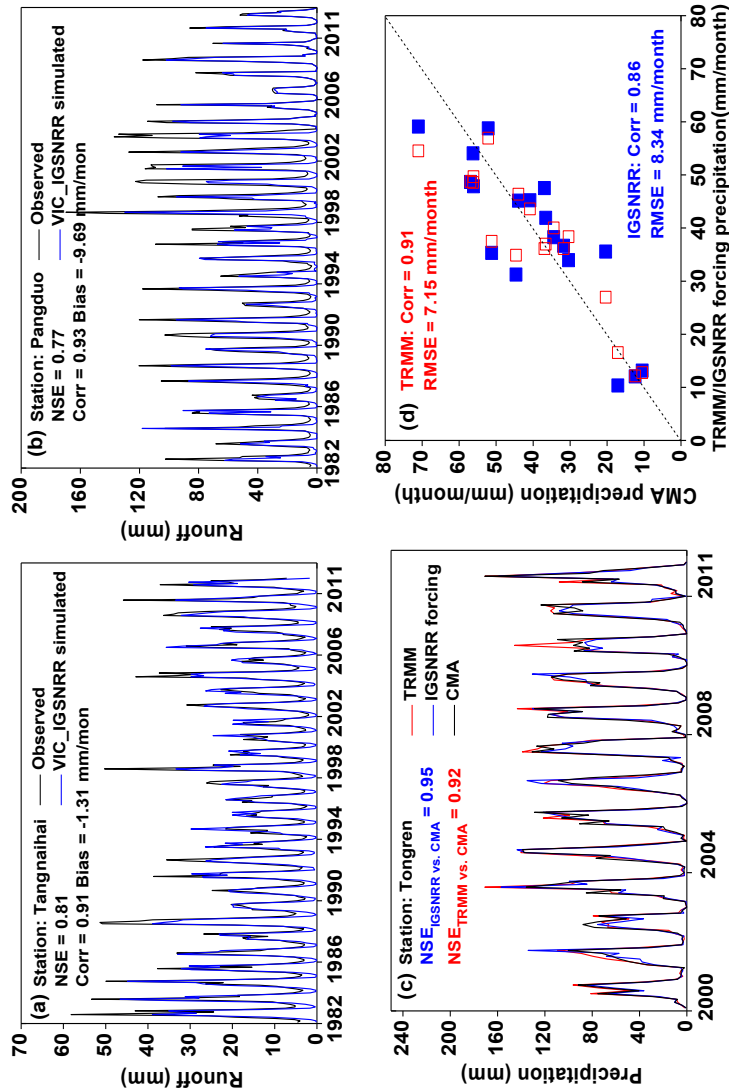 (a) Station: Tangnaihai
NSE = 0.81
Corr = 0.91 Bias = -1.31 mm/mon
Observed
VIC_IGSNRR simulated
Runoff (mm)
70
60
50
40
30
20
10
0
1982
1986
1990
1994
1998
2002
2006
2011
(b) Station: Pangduo
NSE = 0.77
Corr = 0.93 Bias = -9.69 mm/mon
Observed
VIC_IGSNRR simulated
Runoff (mm)
200
160
120
80
40
0
1982
1986
1990
1994
1998
2002
2006
2011
(c) Station: Tongren
NSE IGSNRR vs. CMA = 0.95
NSE TRMM vs. CMA = 0.92
TRMM
IGSNRR forcing
CMA
Precipitation (mm)
240
200
160
120
80
40
0
2000
2004
2008
2011
(d)
TRMM: Corr = 0.91
RMSE = 7.15 mm/month
IGSNRR: Corr = 0.86
RMSE = 8.34 mm/month
CMA precipitation (mm/month)
80
70
60
50
40
30
20
10
0
0
10
20
30
40
50
60
70
80
TRMM/IGSNRR forcing precipitation(mm/month)